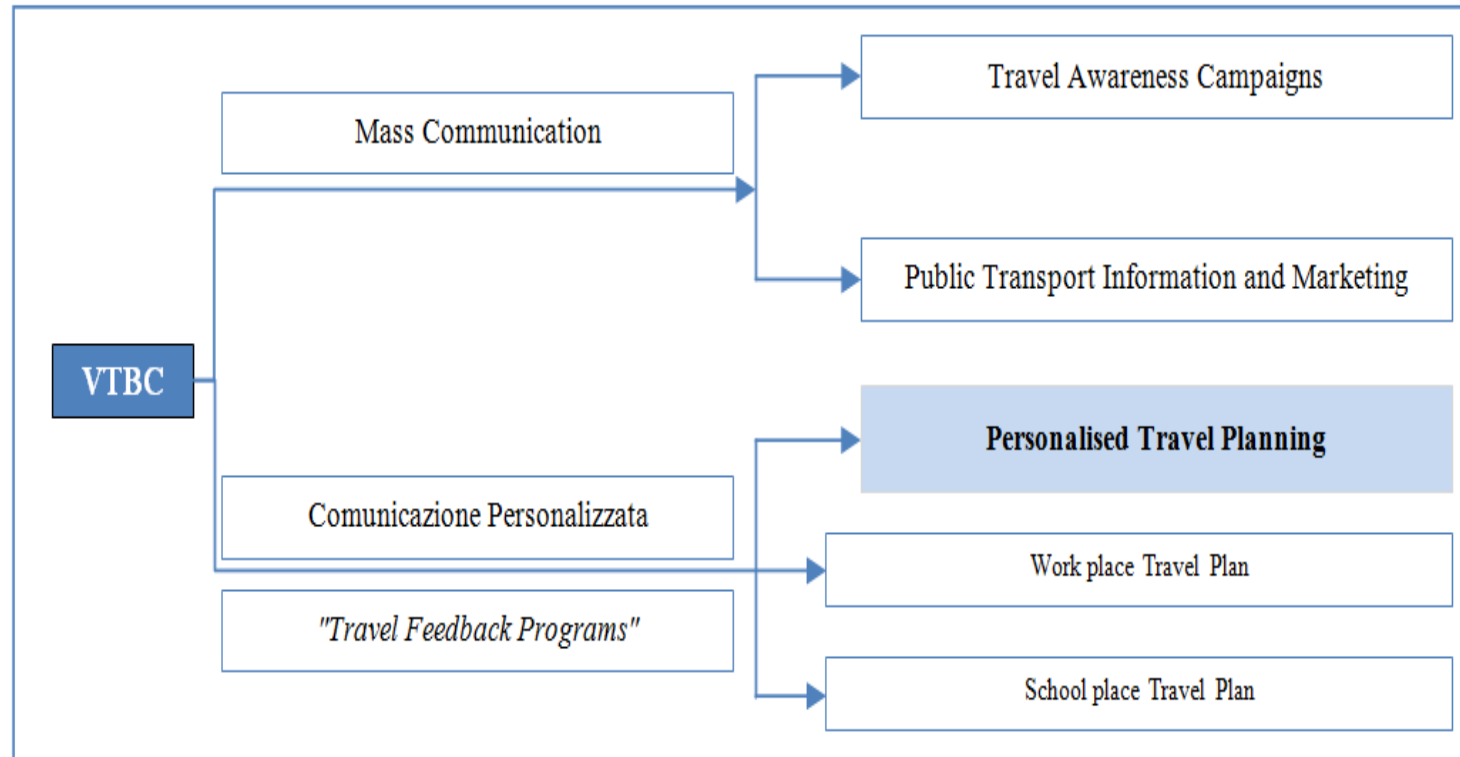 Travel Awareness Campaigns
Mass Communication
Public Transport Information and Marketing
VTBC
Personalised Travel Planning
Comunicazione Personalizzata
Work place Travel Plan
"Travel Feedback Programs"
School place Travel Plan